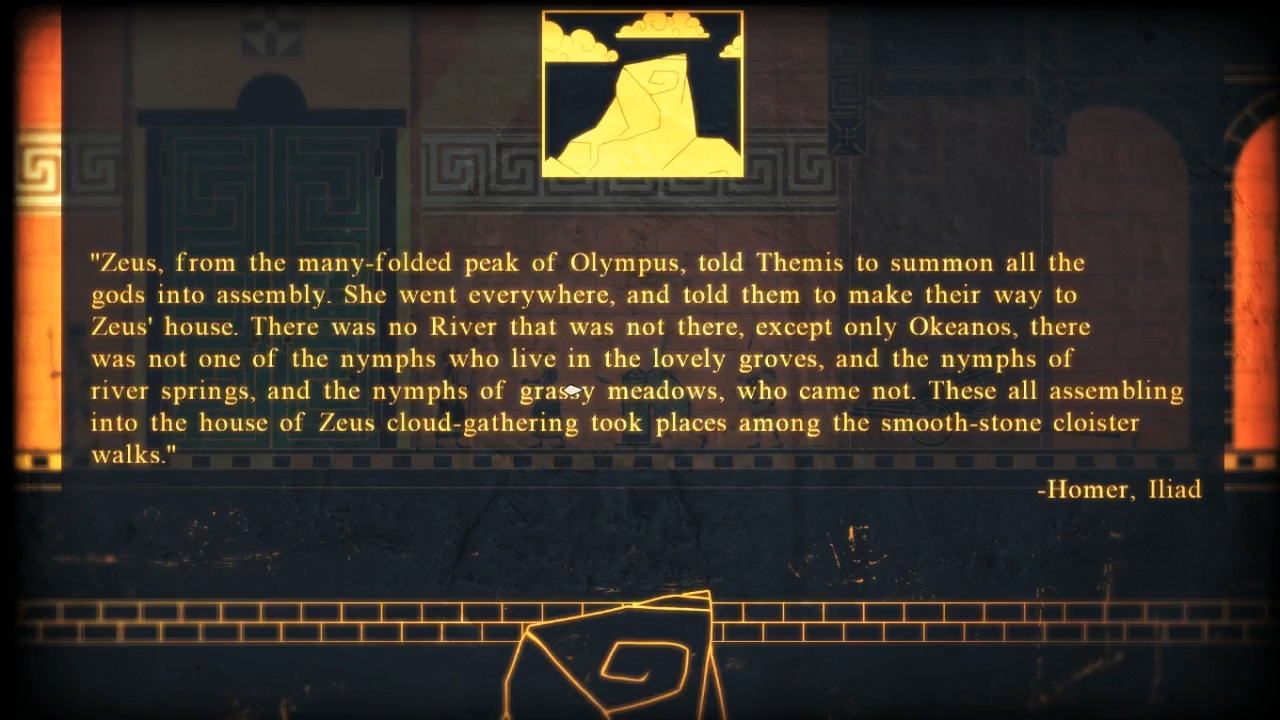 "Zeus, from the many-folded peak of Olympus, told Themis to summon all the
gods into assembly. She went everywhere, and told them to make their way to
Zeus' house. There was no River that was not there, except only Okeanos, there
was not one of the nymphs who live in the lovely groves, and the nymphs of
river springs, and the nymphs of grassy meadows, who came not. These all assembling
into the house of Zeus cloud-gathering took places among the smooth-stone cloister
walks."
-Homer, Iliad